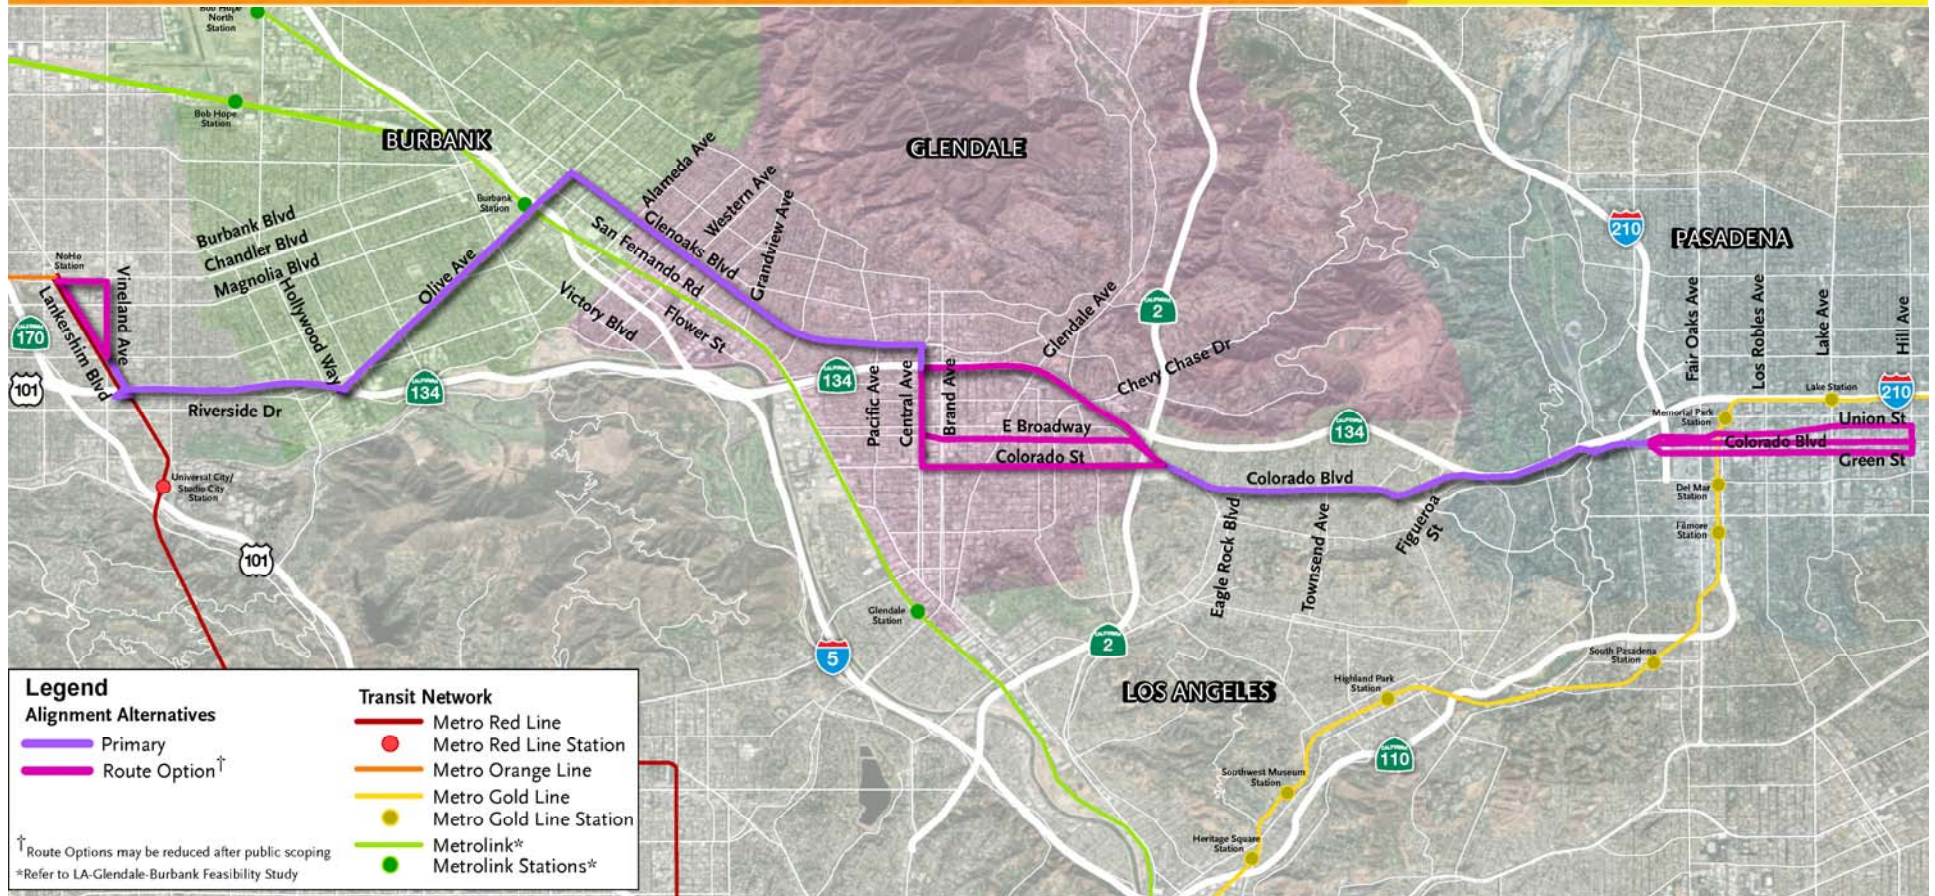 Bob Hope
North
Station
Bob Hope
Station
BURBANK
GLENDALE
Alameda Ave
Western Ave
Grandview Ave
Glenoaks Blvd
San Fernando Rd
Burbank
Station
Burbank Blvd
Chandler Blvd
Magnolia Blvd
Hollywood Way
Olive Ave
Victory Blvd
Flower St
NoHo
Station
Vineland Ave
Lankershim Blvd
170
101
Riverside Dr
134
134
Pacific Ave
Central Ave
Brand Ave
Glendale Ave
Chevy Chase Dr
CALIFORNIA
2
E Broadway
Colorado St
134
Colorado Blvd
Eagle Rock Blvd
Townsend Ave
Figueroa
St
210
PASADENA
Fair Oaks Ave
Los Robles Ave
Lake Ave
Hill Ave
Lake Station
210
Memorial Park
Station
Union St
Colorado Blvd
Green St
Del Mar
Station
Fillmore
Station
Universal City/
Studio City
Station
101
Glendale
Station
5
CALIFORNIA
2
LOS ANGELES
South Pasadena
Station
Highland Park
Station
110
Southwest Museum
Station
Heritage Square
Station
Legend
Alignment Alternatives
Primary
Route Option†
†Route Options may be reduced after public scoping
*Refer to LA-Glendale-Burbank Feasibility Study
Transit Network
Metro Red Line
Metro Red Line Station
Metro Orange Line
Metro Gold Line
Metro Gold Line Station
Metrolink*
Metrolink Stations*